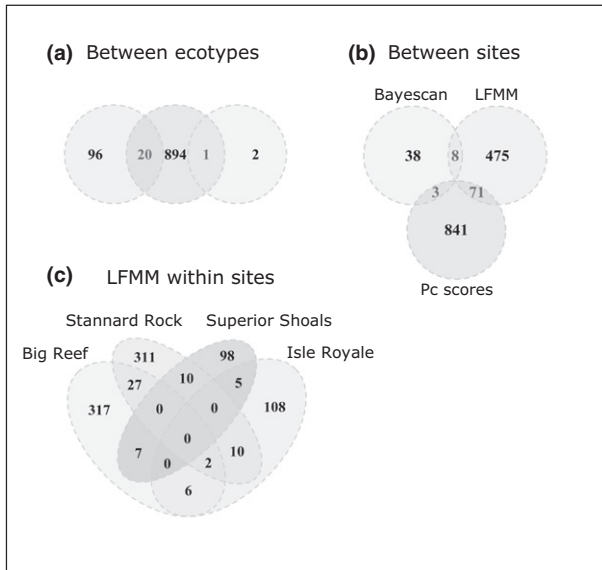 (a) Between ecotypes
96 20 894 1 2
(b) Between sites
Bayescan LFMM
38 8 475
3 71
841
Pc scores
(c) LFMM within sites
Stannard Rock Superior Shoals
Big Reef Isle Royale
311 98
27 10 5
317 0 0 108
0
7 0 2 10
6